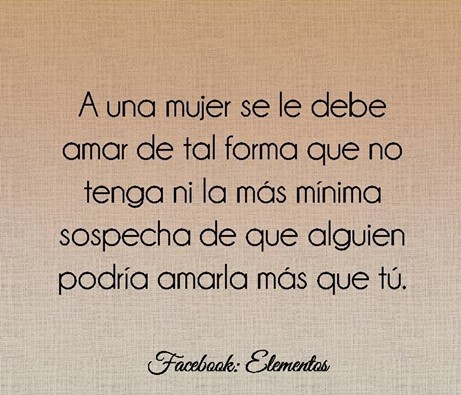 A una mujer se le debe
amar de tal forma que no
tenga ni la más mínima
sospecha de que alguien
podría amarla más que tú.
Facebook: Elementos